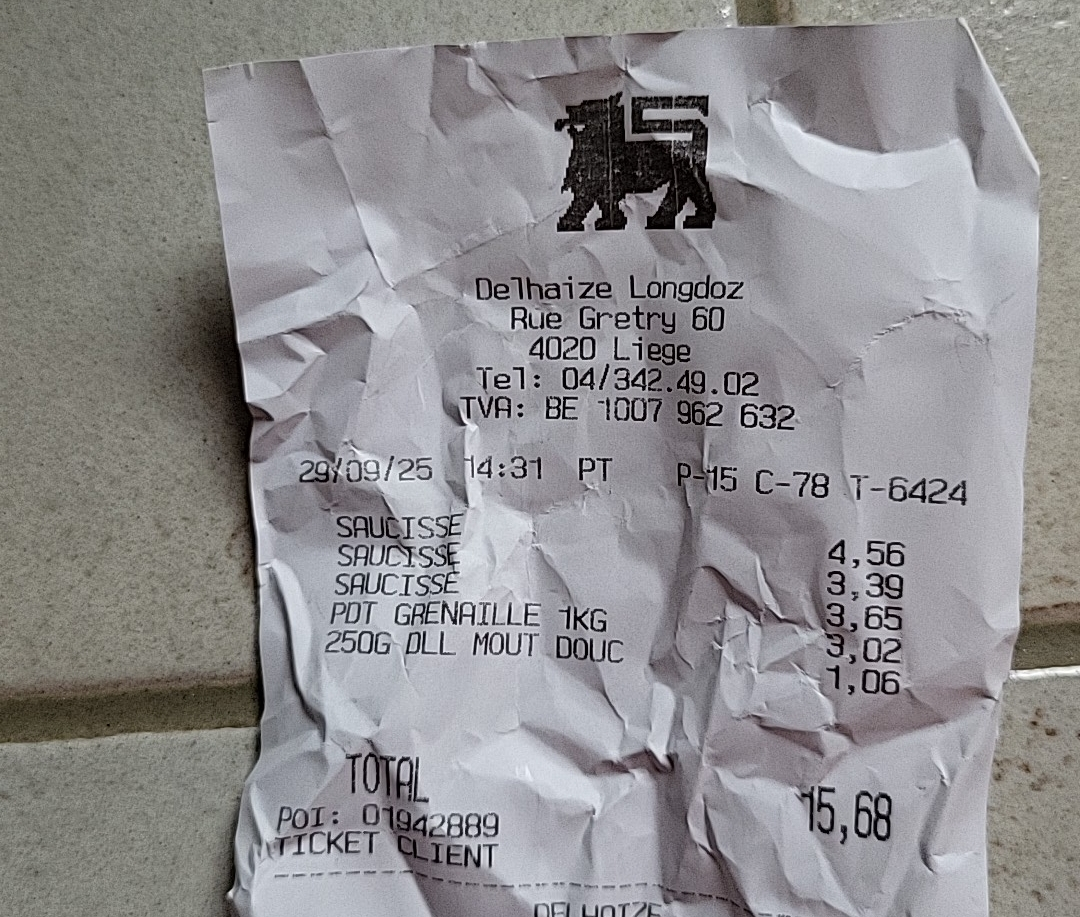 Delhaize Longdoz
Rue Gretry 60
4020 Liege
Tel: 04/342.49.02
TVA: BE 1007 962 632
29/09/25 14:31 PT P-15 C-78 T-6424
SAUCISSE 4,56
SAUCISSE 3,39
SAUCISSE 3,65
PDT GRENAILLE 1KG 3,02
250G DLL MOUT DOUC 1,06
TOTAL 15,68
POI: 01942889
TICKET CLIENT
DELHAIZE